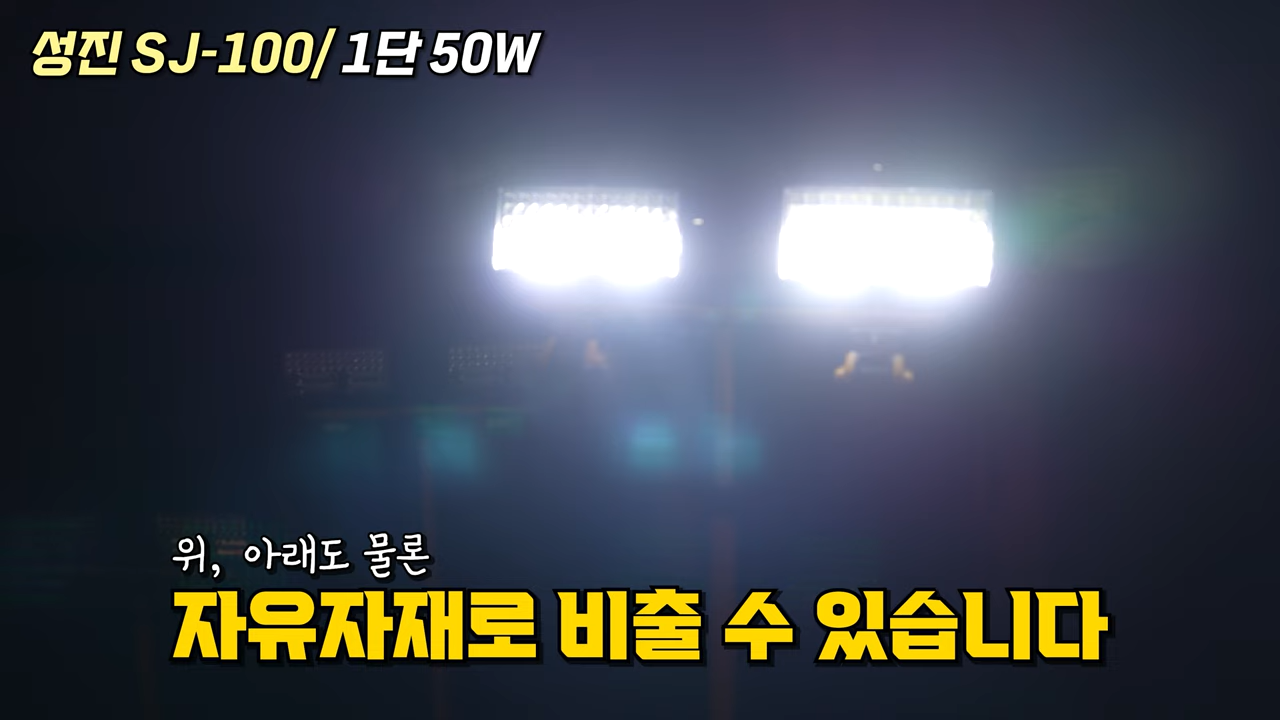 성진 SJ-100/ 1단 50W
위, 아래도 물론
자유자재로 비출 수 있습니다